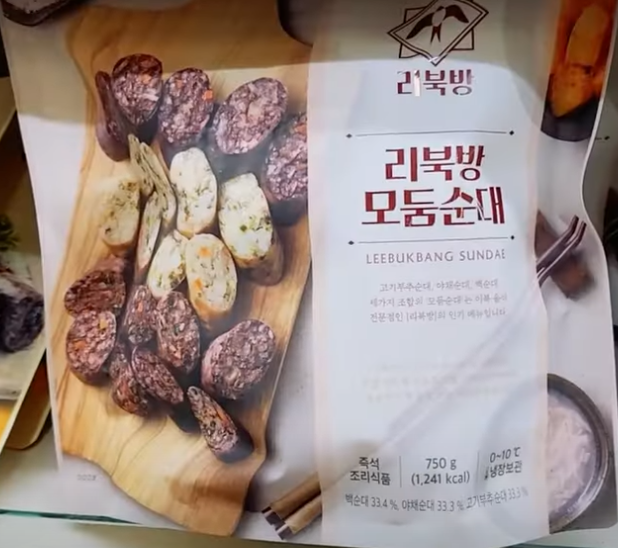 리북방
리북방
모둠순대
LEEBUKBANG SUNDAE
고기부추순대, 야채순대, 백순대
세가지 조합의 모둠순대는 이북 음식
전문점인 [리북방]의 인기 메뉴입니다
즉석
조리식품
750 g
(1,241 kcal)
0~10℃
냉장보관
백순대 33.4 %, 야채순대 33.3 %, 고기부추순대 33.3 %